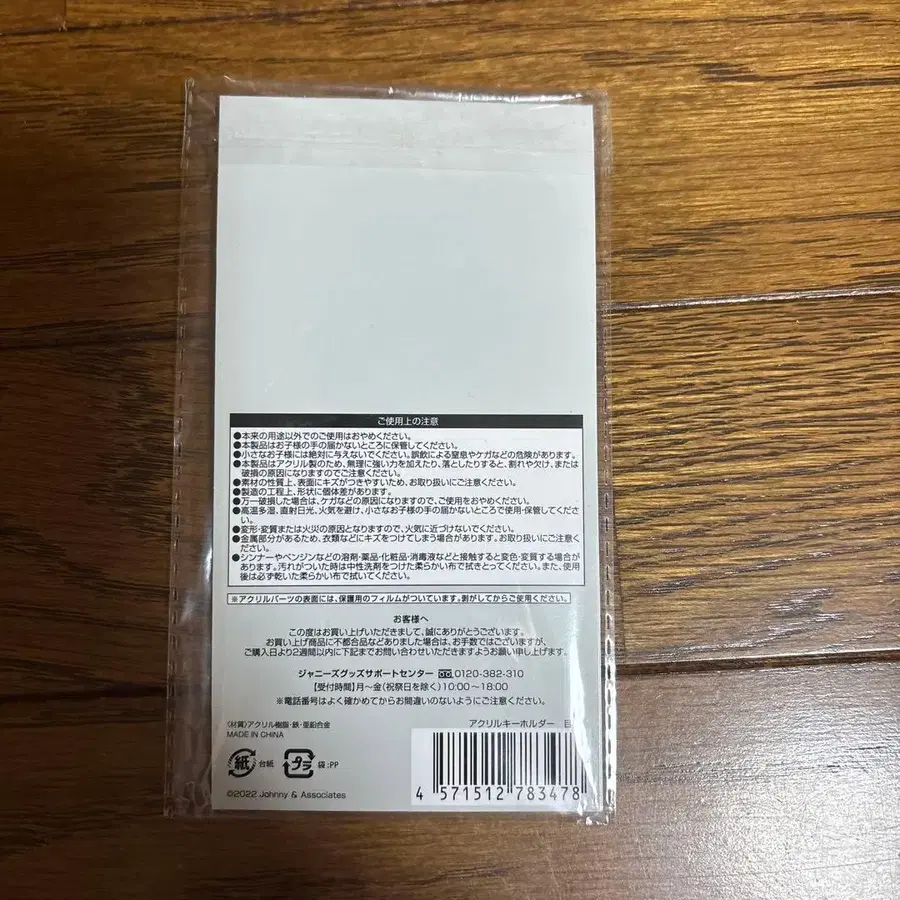 ご使用上の注意
●本来の用途以外でのご使用はおやめください。
●本製品はお子様の手の届かないところに保管してください。
●小さなお子様には絶対に与えないでください。誤飲による窒息やケガなどの危険があります。
●本製品はアクリル製のため、無理に強い力を加えたり、落としたりすると、割れや欠け、または
破損の原因になりますのでご注意ください。
●素材の性質上、表面にキズがつきやすいため、お取り扱いにご注意ください。
●製造の工程上、形状に個体差があります。
●万一破損した場合は、ケガなどの原因になりますので、ご使用をおやめください。
●高温多湿、直射日光、火気を避け、小さなお子様の手の届かないところで使用・保管してくださ
い。
●変形・変質または火災の原因となりますので、火気に近づけないでください。
●金属部分があるため、衣類などにキズをつけてしまう場合があります。お取り扱いにご注意く
ださい。
●シンナーやベンジンなどの溶剤・薬品・化粧品・消毒液などと接触すると変色・変質する場合が
あります。汚れがついた時は中性洗剤をつけた柔らかい布で拭きとってください。また、使用
後は必ず乾いた柔らかい布で拭いてください。
※アクリルパーツの表面には、保護用のフィルムがついています。剥がしてからご使用ください。
お客様へ
この度はお買い上げいただきまして、誠にありがとうございます。
お買い上げ商品に不都合品などありました場合は、お手数ではございますが、
ご購入日より2週間以内に下記までお問い合わせいただきますようお願い申し上げます。
ジャニーズグッズサポートセンター 0120-382-310
【受付時間】月〜金(祝祭日を除く)10:00〜18:00
※電話番号はよく確かめてからお間違いのないようにご注意ください。
〈材質〉アクリル樹脂・鉄・亜鉛合金
MADE IN CHINA
アクリルキーホルダー
紙 台紙 プラ 袋:PP
4 571512 783478
©2022 Johnny & Associates